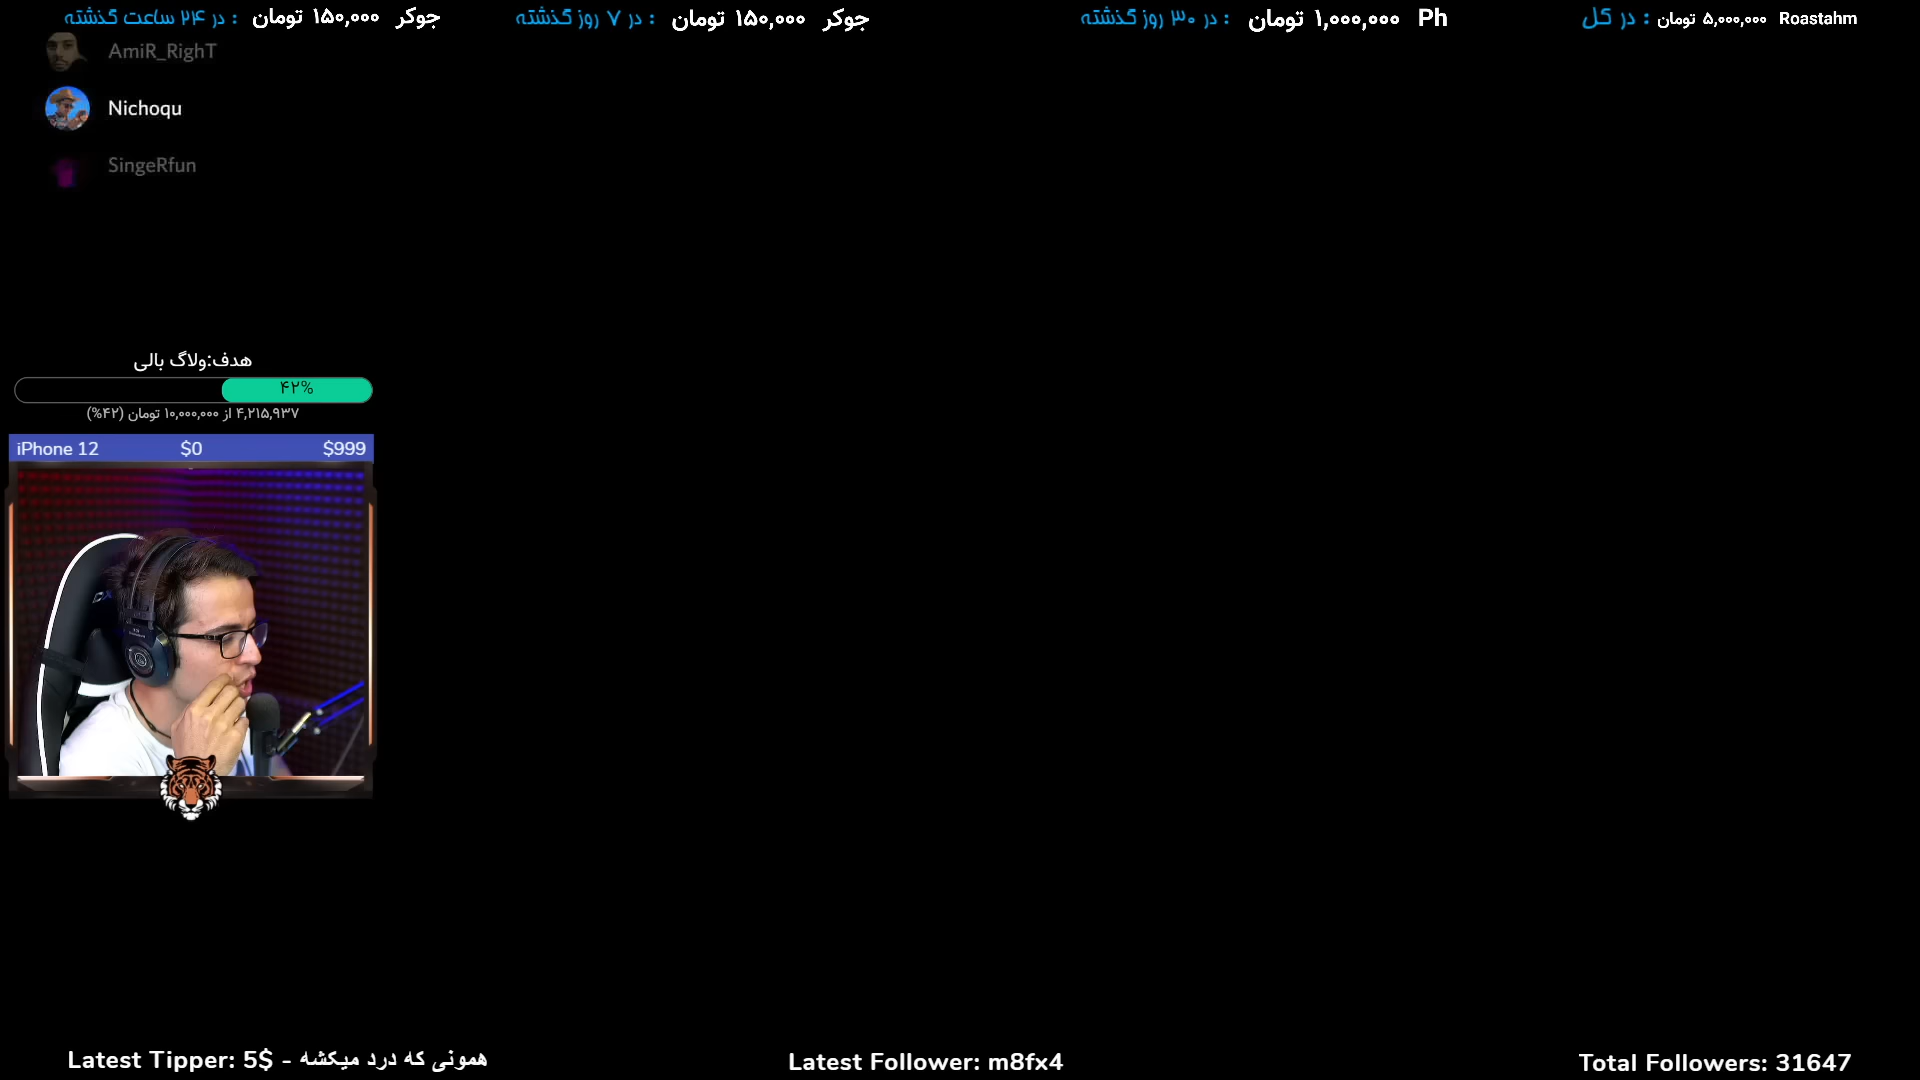 در ۲۴ ساعت گذشته : جوکر ۱۵۰,۰۰۰ تومان
در ۷ روز گذشته : جوکر ۱۵۰,۰۰۰ تومان
در ۳۰ روز گذشته : Ph ۱,۰۰۰,۰۰۰ تومان
در کل : Roastahm ۵,۰۰۰,۰۰۰ تومان
AmiR_RighT
Nichoqu
SingeRfun
هدف:ولاگ بالی
۴۲%
۴,۲۱۵,۹۳۷ از ۱۰,۰۰۰,۰۰۰ تومان (۴۲%)
iPhone 12 $0 $999
Latest Tipper: 5$ - همونی که درد میکشه
Latest Follower: m8fx4
Total Followers: 31647